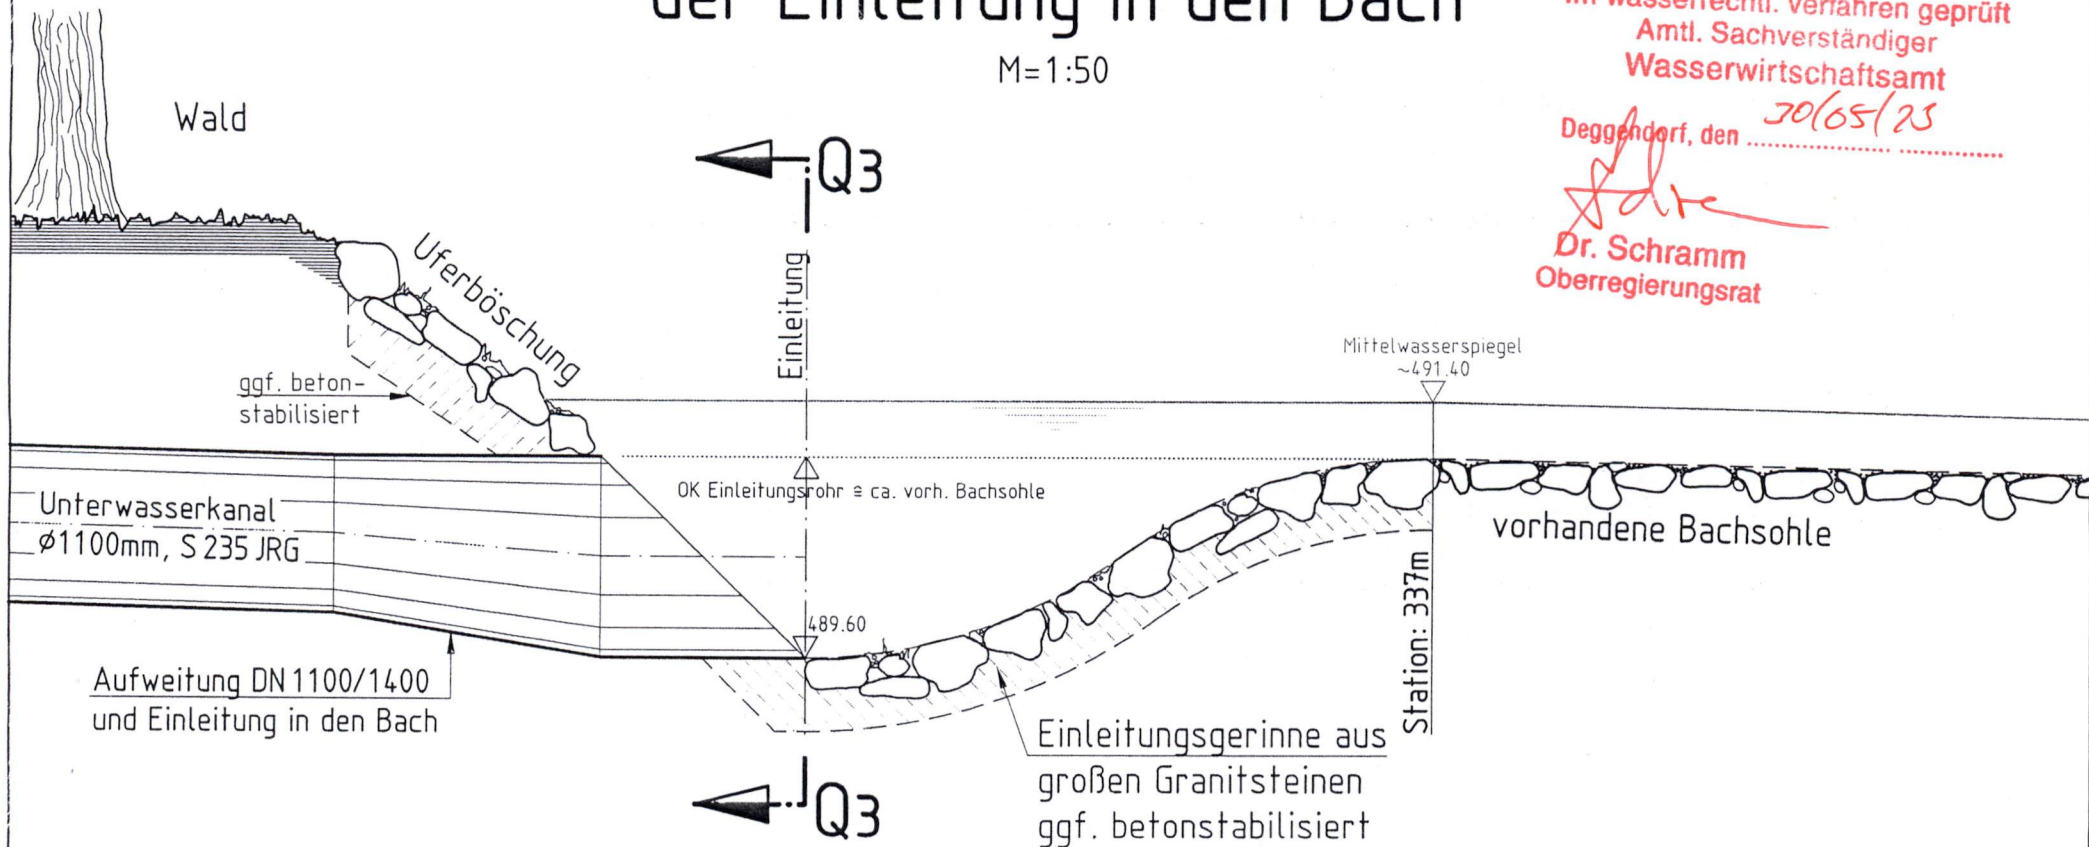 der Einleitung in den Bach
M=1:50
im wasserrechtl. Verfahren geprüft
Amtl. Sachverständiger
Wasserwirtschaftsamt
Deggendorf, den 30/05/23
Dr. Schramm
Oberregierungsrat
Wald
Q3
Uferböschung
Einleitung
Mittelwasserspiegel
~491.40
ggf. beton-
stabilisiert
OK Einleitungsrohr ≙ ca. vorh. Bachsohle
Unterwasserkanal
ϕ1100mm, S 235 JRG
vorhandene Bachsohle
Station: 337m
489.60
Aufweitung DN 1100/1400
und Einleitung in den Bach
Einleitungsgerinne aus
großen Granitsteinen
ggf. betonstabilisiert
Q3